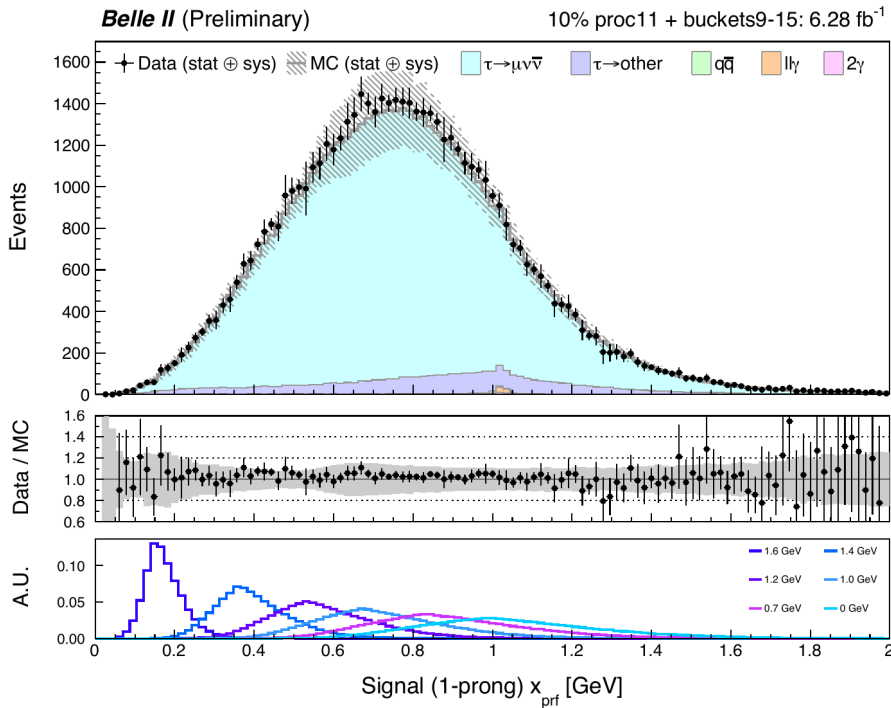 Belle II (Preliminary) 10% proc11 + buckets9-15: 6.28 fb⁻¹
Data (stat ⊕ sys) MC (stat ⊕ sys) τ→μνν̅ τ→other qq̅ llγ 2γ
Events
1600
1400
1200
1000
800
600
400
200
0
Data / MC
1.6
1.4
1.2
1.0
0.8
0.6
A.U.
0.10
0.05
0.00
1.6 GeV 1.4 GeV
1.2 GeV 1.0 GeV
0.7 GeV 0 GeV
0 0.2 0.4 0.6 0.8 1 1.2 1.4 1.6 1.8 2
Signal (1-prong) x_prf [GeV]